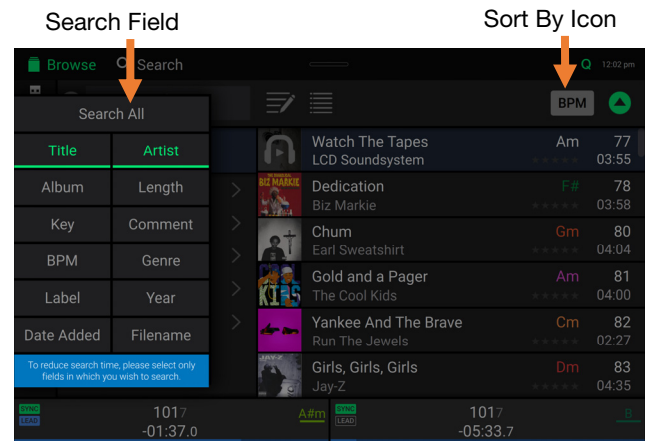 Search Field
Sort By Icon
Browse
Search
Q 12:02 pm
BPM
Search All
Title Artist
Album Length
Key Comment
BPM Genre
Label Year
Date Added Filename
To reduce search time, please select only
fields in which you wish to search.
Watch The Tapes Am 77
LCD Soundsystem 03:55
BIZ MARKIE
Dedication F# 78
Biz Markie 03:58
Chum Gm 80
Earl Sweatshirt 04:04
KIDS
Gold and a Pager Am 81
The Cool Kids 04:00
Yankee And The Brave Cm 82
Run The Jewels 02:27
JAY-Z
Girls, Girls, Girls Dm 83
Jay-Z 04:35
SYNC 1017 A#m
LEAD -01:37.0
SYNC 1017 B
LEAD -05:33.7